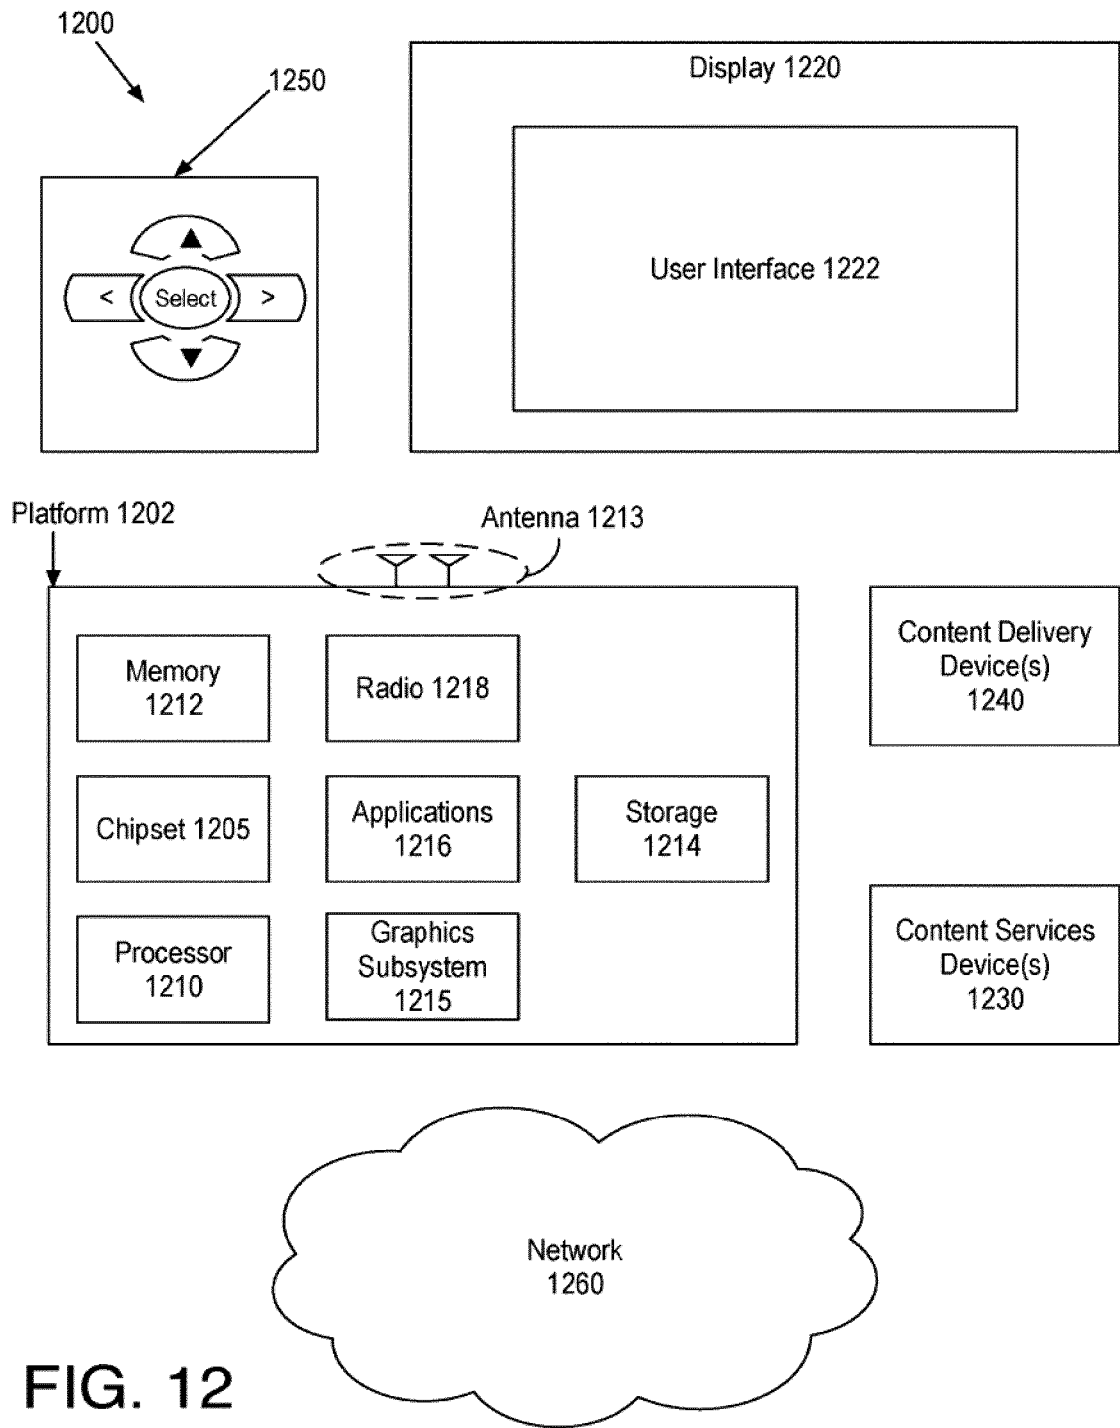 1200
1250
Display 1220
User Interface 1222
▲
< Select >
▼
Platform 1202
Antenna 1213
Memory
1212
Radio 1218
Content Delivery
Device(s)
1240
Chipset 1205
Applications
1216
Storage
1214
Processor
1210
Graphics
Subsystem
1215
Content Services
Device(s)
1230
Network
1260
FIG. 12